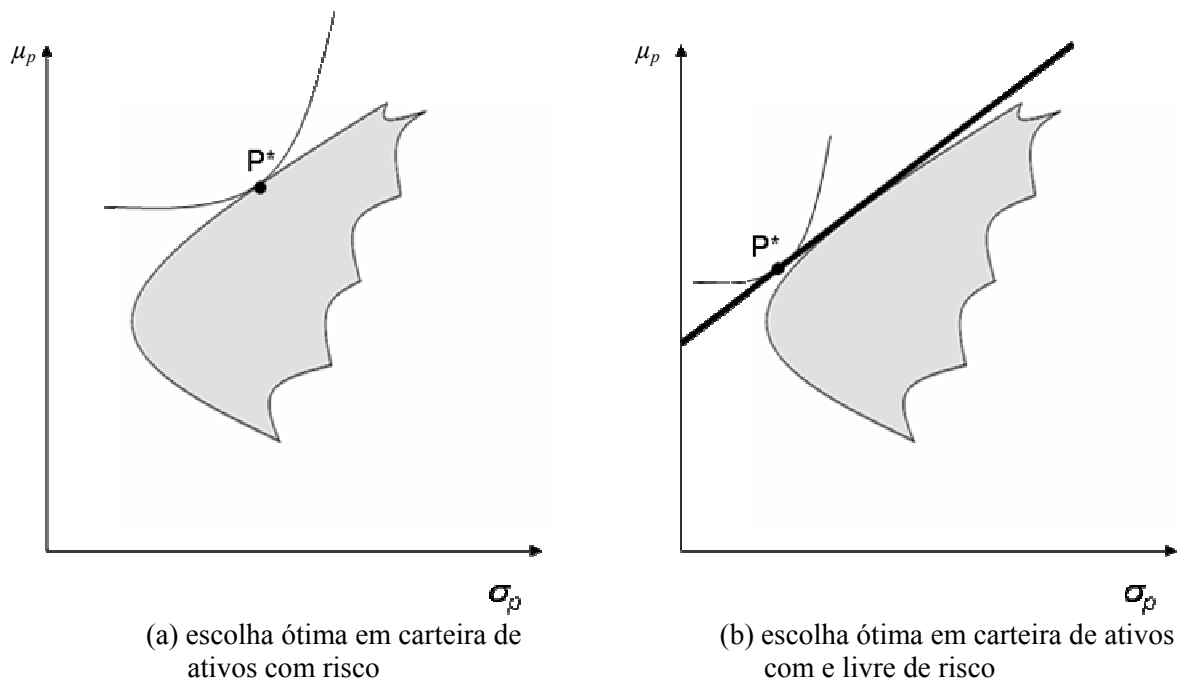 μp
P*
σp
(a) escolha ótima em carteira de
ativos com risco
μp
P*
σp
(b) escolha ótima em carteira de ativos
com e livre de risco